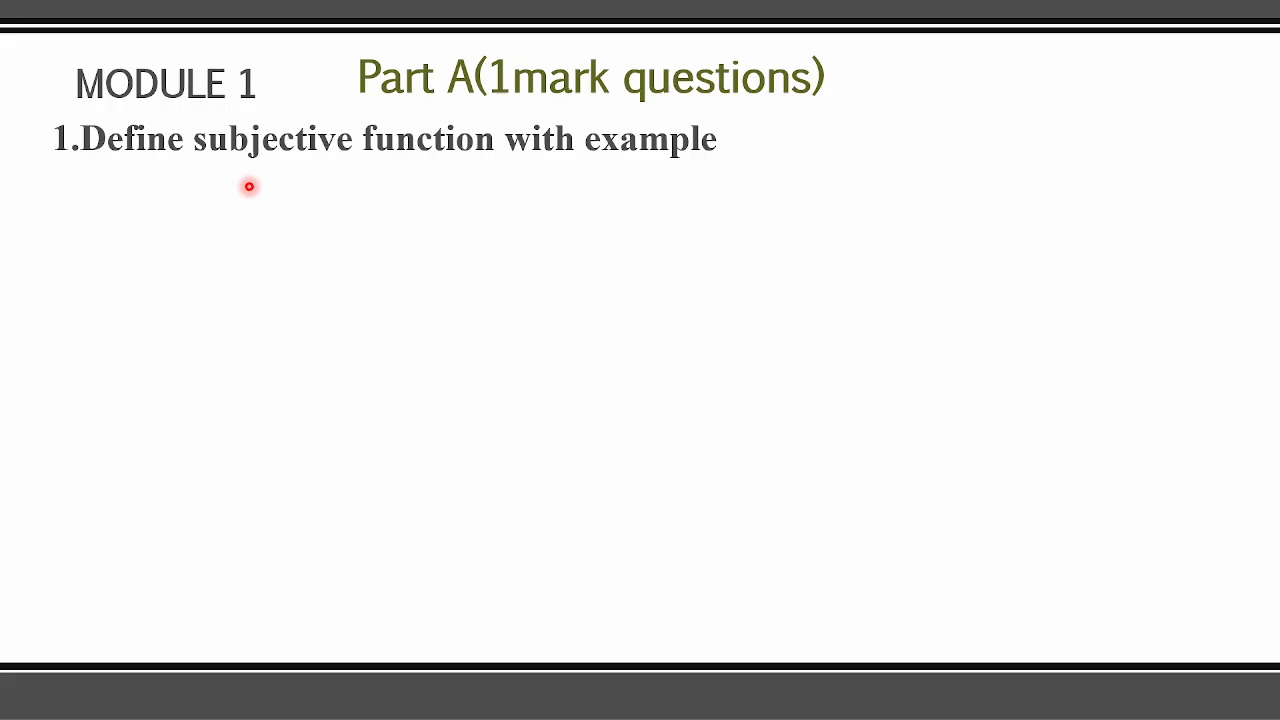 MODULE 1
Part A(1mark questions)
1.Define subjective function with example